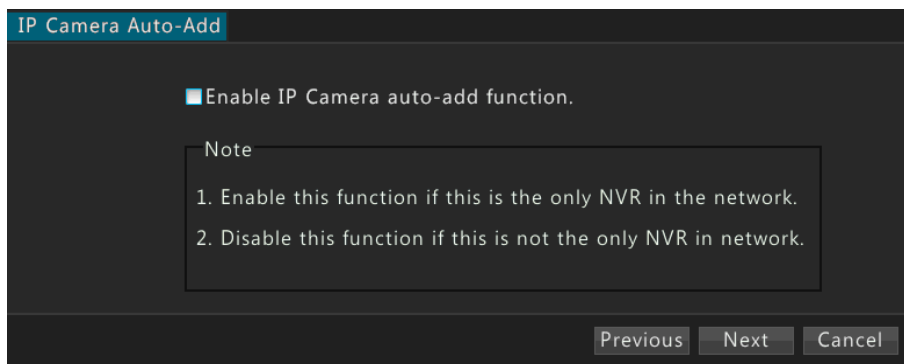 IP Camera Auto-Add
Enable IP Camera auto-add function.
Note
1. Enable this function if this is the only NVR in the network.
2. Disable this function if this is not the only NVR in network.
Previous Next Cancel